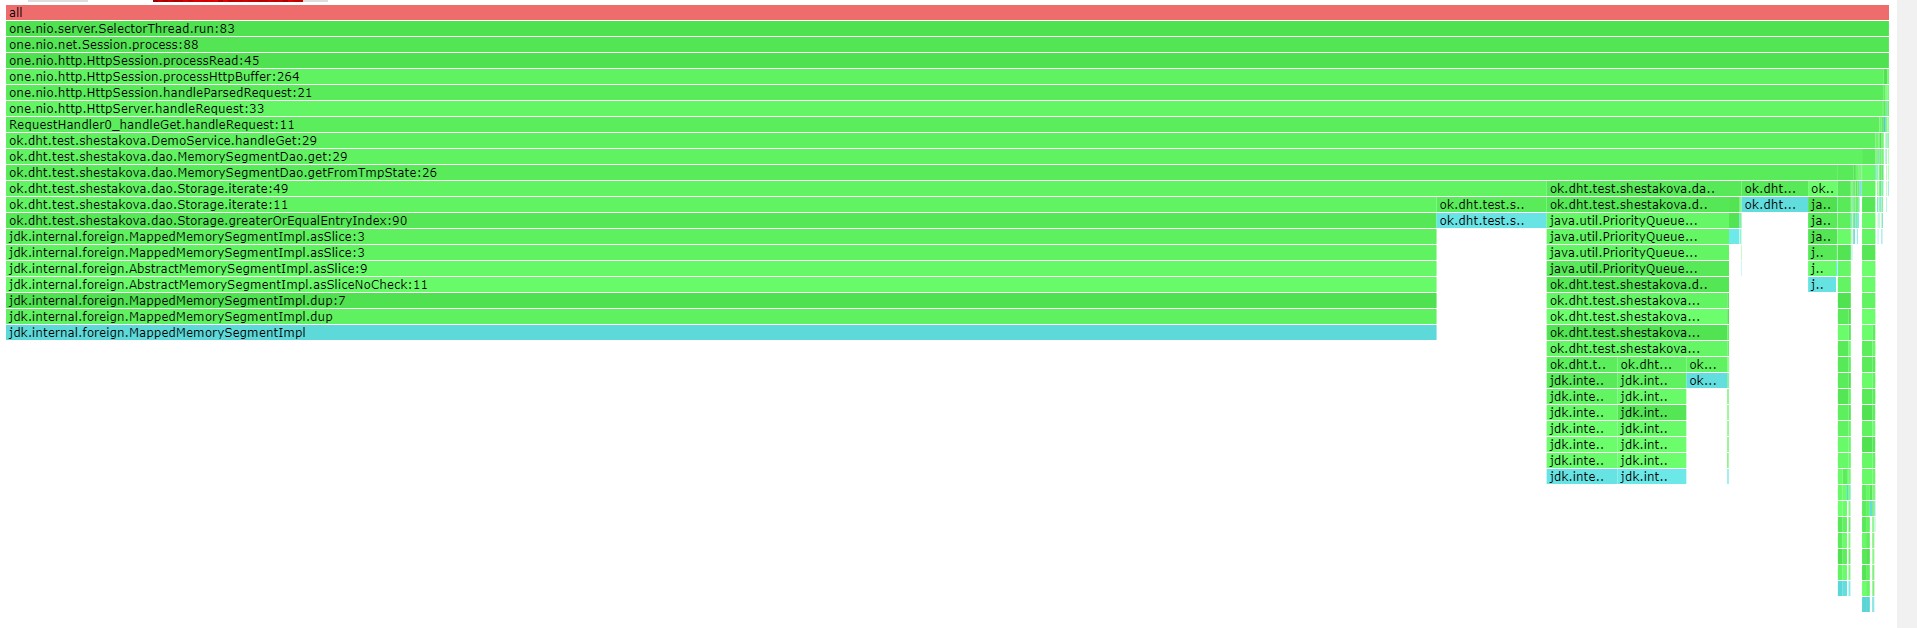 all
one.nio.server.SelectorThread.run:83
one.nio.net.Session.process:88
one.nio.http.HttpSession.processRead:45
one.nio.http.HttpSession.processHttpBuffer:264
one.nio.http.HttpSession.handleParsedRequest:21
one.nio.http.HttpServer.handleRequest:33
RequestHandler0_handleGet.handleRequest:11
ok.dht.test.shestakova.DemoService.handleGet:29
ok.dht.test.shestakova.dao.MemorySegmentDao.get:29
ok.dht.test.shestakova.dao.MemorySegmentDao.getFromTmpState:26
ok.dht.test.shestakova.dao.Storage.iterate:49 ok.dht.test.shestakova.da.. ok.dht... ok..
ok.dht.test.shestakova.dao.Storage.iterate:11 ok.dht.test.s.. ok.dht.test.shestakova.d.. ok.dht... ja..
ok.dht.test.shestakova.dao.Storage.greaterOrEqualEntryIndex:90 ok.dht.test.s.. java.util.PriorityQueue... ja..
jdk.internal.foreign.MappedMemorySegmentImpl.asSlice:3 java.util.PriorityQueue... ja..
jdk.internal.foreign.MappedMemorySegmentImpl.asSlice:3 java.util.PriorityQueue... j..
jdk.internal.foreign.AbstractMemorySegmentImpl.asSlice:9 java.util.PriorityQueue... j..
jdk.internal.foreign.AbstractMemorySegmentImpl.asSliceNoCheck:11 ok.dht.test.shestakova.d.. j..
jdk.internal.foreign.MappedMemorySegmentImpl.dup:7 ok.dht.test.shestakova...
jdk.internal.foreign.MappedMemorySegmentImpl.dup ok.dht.test.shestakova...
jdk.internal.foreign.MappedMemorySegmentImpl ok.dht.test.shestakova...
ok.dht.test.shestakova...
ok.dht.t.. ok.dht... ok...
jdk.inte.. jdk.int.. ok...
jdk.inte.. jdk.int..
jdk.inte.. jdk.int..
jdk.inte.. jdk.int..
jdk.inte.. jdk.int..
jdk.inte.. jdk.int..
jdk.inte.. jdk.int..